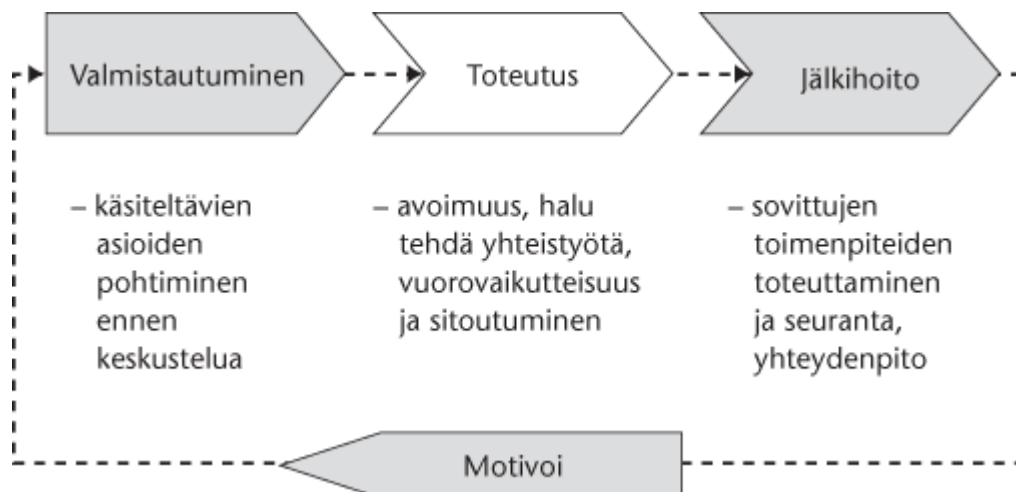 Valmistautuminen
Toteutus
Jälkihoito
– käsiteltävien
asioiden
pohtiminen
ennen
keskustelua
– avoimuus, halu
tehdä yhteistyötä,
vuorovaikutteisuus
ja sitoutuminen
– sovittujen
toimenpiteiden
toteuttaminen
ja seuranta,
yhteydenpito
Motivoi